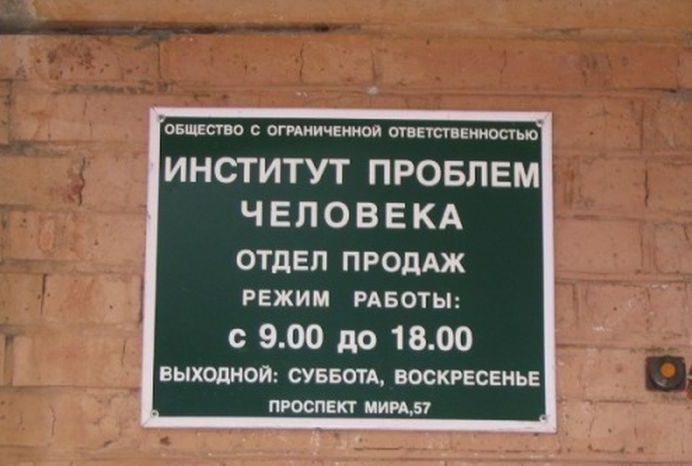 ОБЩЕСТВО С ОГРАНИЧЕННОЙ ОТВЕТСТВЕННОСТЬЮ
ИНСТИТУТ ПРОБЛЕМ
ЧЕЛОВЕКА
ОТДЕЛ ПРОДАЖ
РЕЖИМ РАБОТЫ:
с 9.00 до 18.00
ВЫХОДНОЙ: СУББОТА, ВОСКРЕСЕНЬЕ
ПРОСПЕКТ МИРА,57